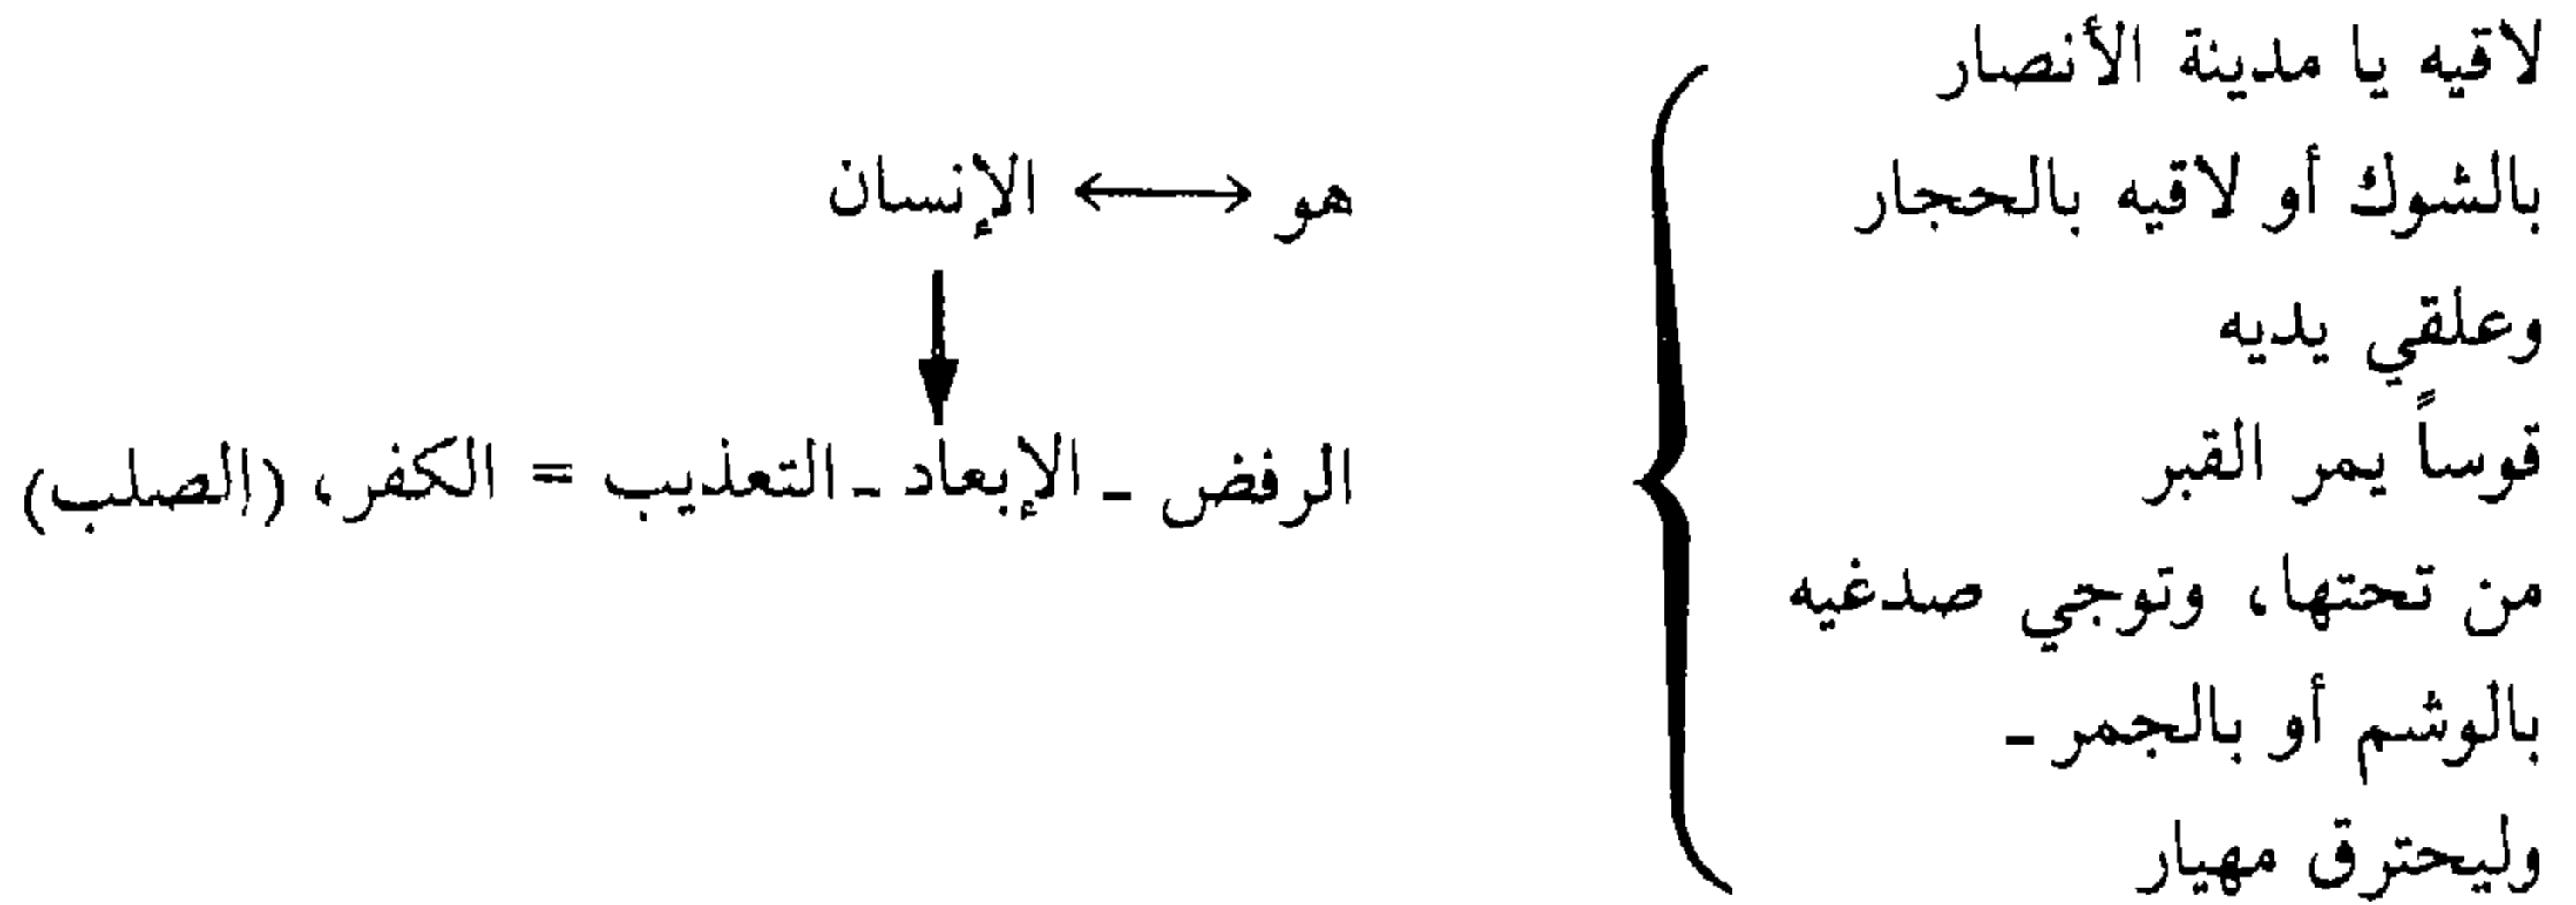 لاقيه يا مدينة الأنصار
بالشوك أو لاقيه بالحجار
وعلقي يديه
قوساً يمر القبر
من تحتها، وتوجي صدغيه
بالوشم أو بالجمر ـ
وليحترق مهيار
هو ↔ الإنسان
الرفض ـ الإبعاد ـ التعذيب = الكفر، (الصلب)